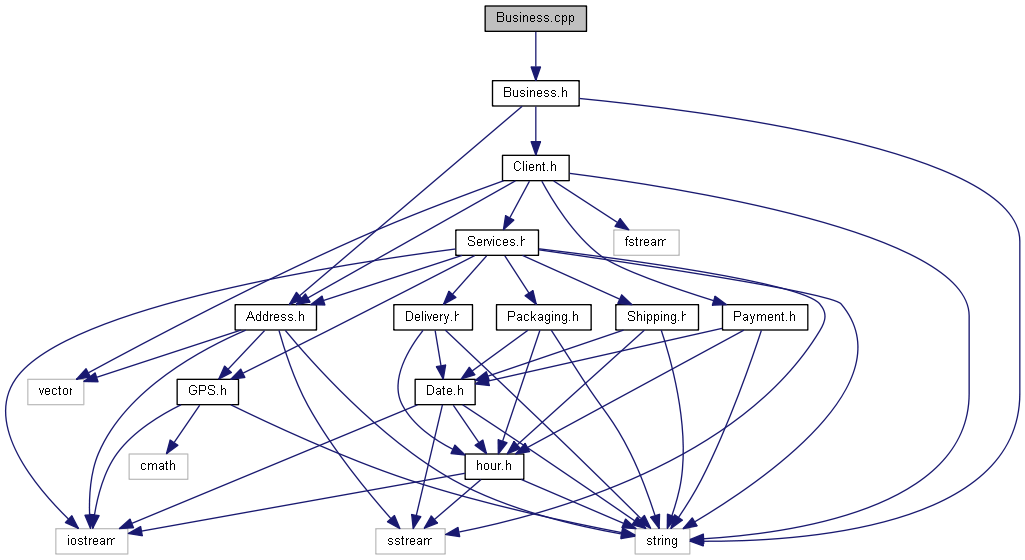 Business.cpp
Business.h
Client.h
Services.h
fstream
Address.h
Delivery.h
Packaging.h
Shipping.h
Payment.h
vector
GPS.h
Date.h
cmath
hour.h
iostream
sstream
string